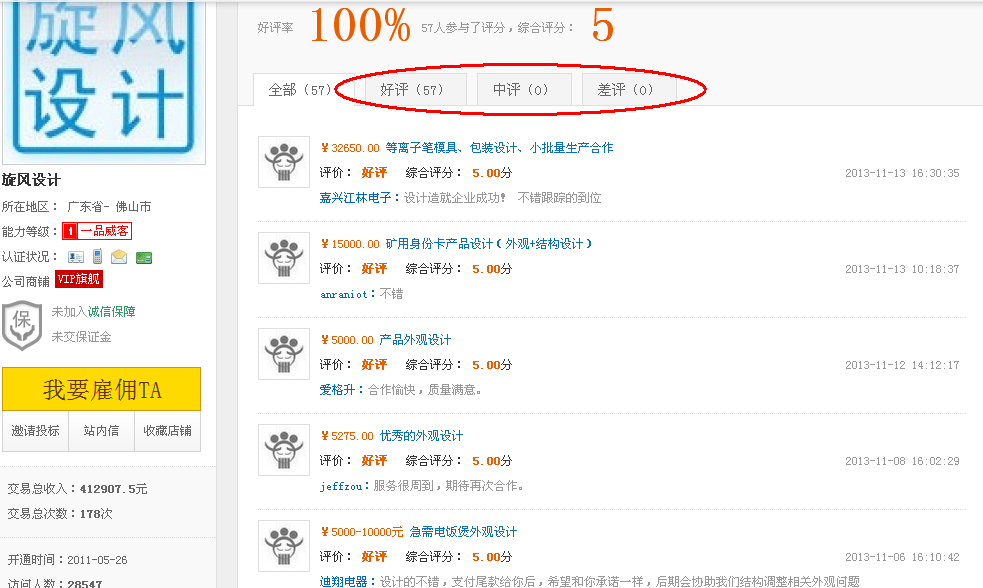 旋风
设计
旋风设计
所在地区： 广东省- 佛山市
能力等级： 1 一品威客
认证状况：
公司商铺 VIP旗舰
保 未加入诚信保障
未交保证金
我要雇佣TA
邀请投标 站内信 收藏店铺
交易总收入：412907.5元
交易总次数：178次
开通时间：2011-05-26
访问人数：28547
好评率 100% 57人参与了评分，综合评分： 5
全部（57） 好评（57） 中评（0） 差评（0）
￥32650.00 等离子笔模具、包装设计、小批量生产合作
评价： 好评 综合评分： 5.00分 2013-11-13 16:30:35
嘉兴江林电子：设计造就企业成功！ 不错跟踪的到位
￥15000.00 矿用身份卡产品设计（外观+结构设计）
评价： 好评 综合评分： 5.00分 2013-11-13 10:18:37
anraniot：不错
￥5000.00 产品外观设计
评价： 好评 综合评分： 5.00分 2013-11-12 14:12:17
爱格升：合作愉快，质量满意。
￥5275.00 优秀的外观设计
评价： 好评 综合评分： 5.00分 2013-11-08 16:02:29
jeffzou：服务很周到，期待再次合作。
￥5000-10000元 急需电饭煲外观设计
评价： 好评 综合评分： 5.00分 2013-11-06 16:10:42
迪翔电器：设计的不错，支付尾款给你后，希望和你承诺一样，后期会协助我们结构调整相关外观问题